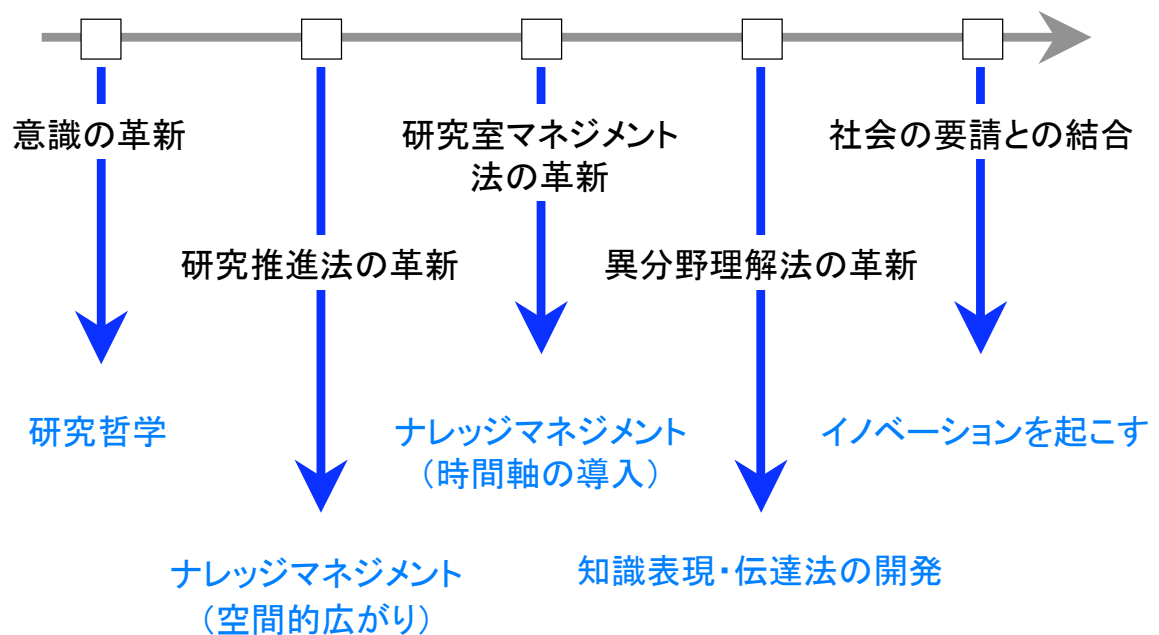 意識の革新
研究室マネジメント
法の革新
社会の要請との結合
研究推進法の革新
異分野理解法の革新
研究哲学
ナレッジマネジメント
（時間軸の導入）
イノベーションを起こす
ナレッジマネジメント
（空間的広がり）
知識表現・伝達法の開発